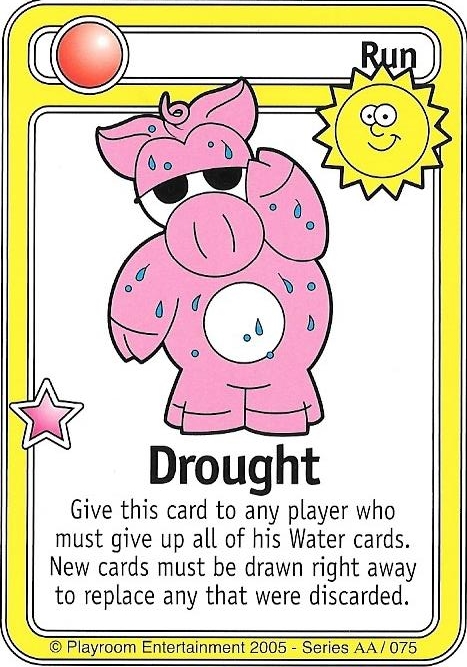 Run
Drought
Give this card to any player who
must give up all of his Water cards.
New cards must be drawn right away
to replace any that were discarded.
© Playroom Entertainment 2005 - Series AA / 075